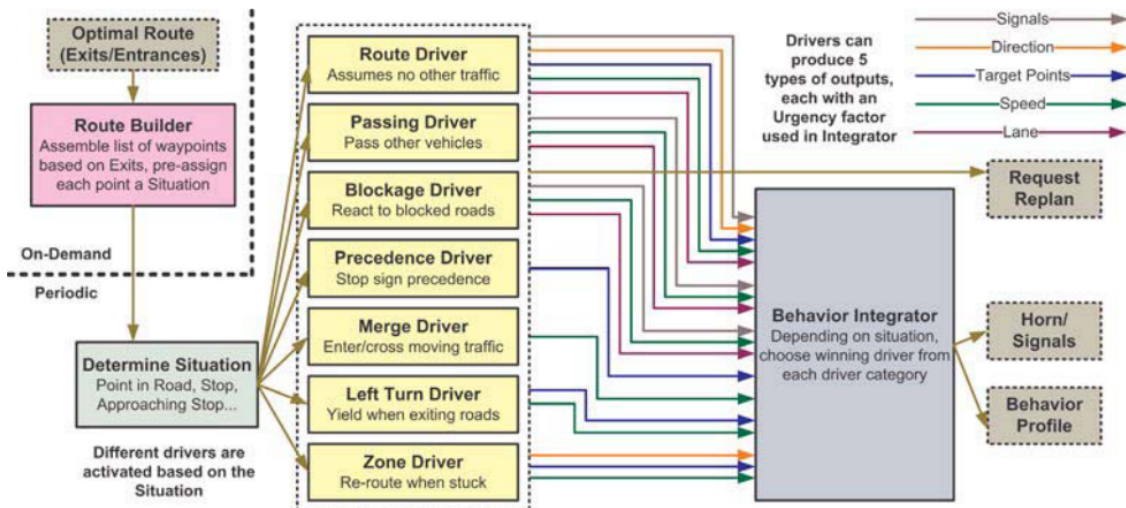 Optimal Route
(Exits/Entrances)
Route Builder
Assemble list of waypoints
based on Exits, pre-assign
each point a Situation
On-Demand
Periodic
Determine Situation
Point in Road, Stop,
Approaching Stop...
Different drivers are
activated based on the
Situation
Route Driver
Assumes no other traffic
Passing Driver
Pass other vehicles
Blockage Driver
React to blocked roads
Precedence Driver
Stop sign precedence
Merge Driver
Enter/cross moving traffic
Left Turn Driver
Yield when exiting roads
Zone Driver
Re-route when stuck
Drivers can
produce 5
types of outputs,
each with an
Urgency factor
used in Integrator
Signals
Direction
Target Points
Speed
Lane
Request
Replan
Behavior Integrator
Depending on situation,
choose winning driver from
each driver category
Horn/
Signals
Behavior
Profile